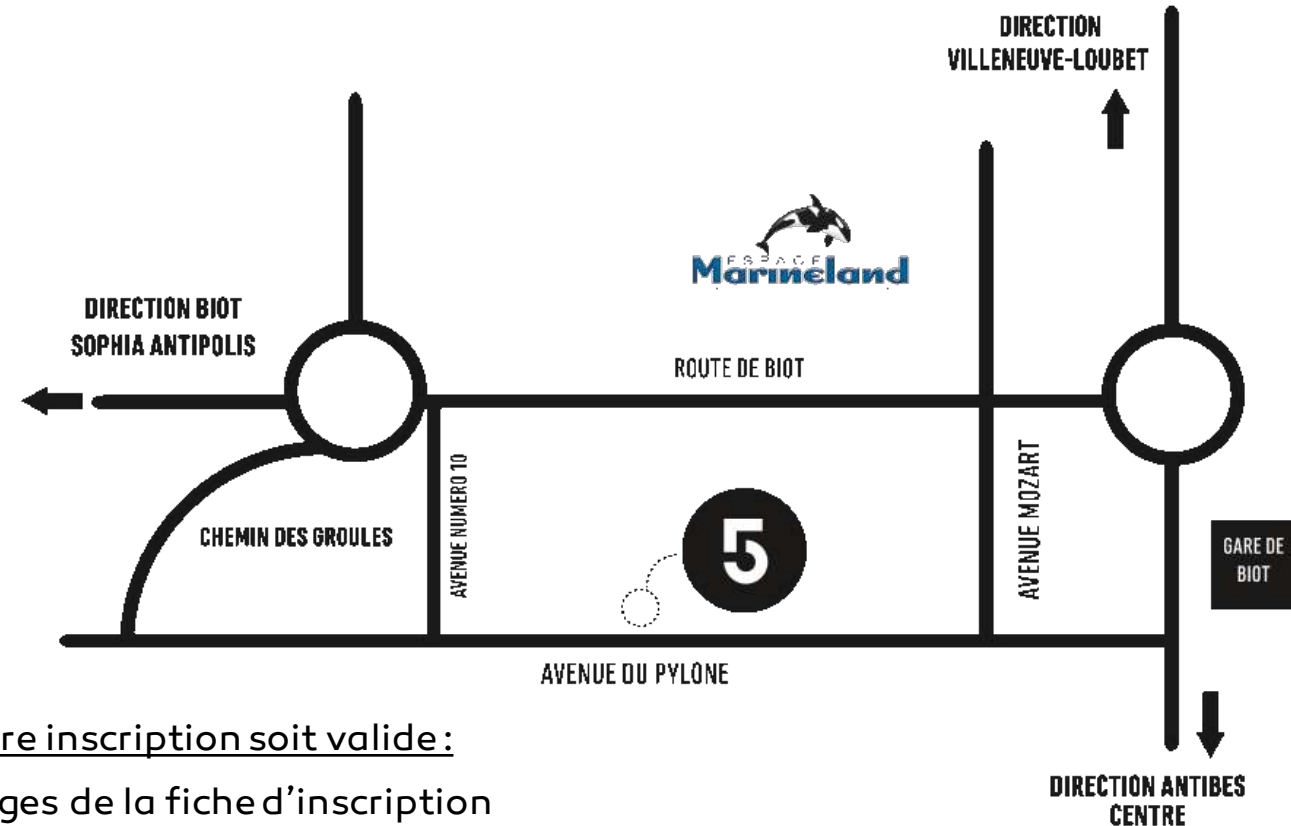 DIRECTION
VILLENEUVE-LOUBET
ESPACE
Marineland
DIRECTION BIOT
SOPHIA ANTIPOLIS
ROUTE DE BIOT
AVENUE NUMERO 10
CHEMIN DES GROULES
5
AVENUE MOZART
GARE DE
BIOT
AVENUE DU PYLÔNE
re inscription soit valide :
ges de la fiche d’inscription
DIRECTION ANTIBES
CENTRE